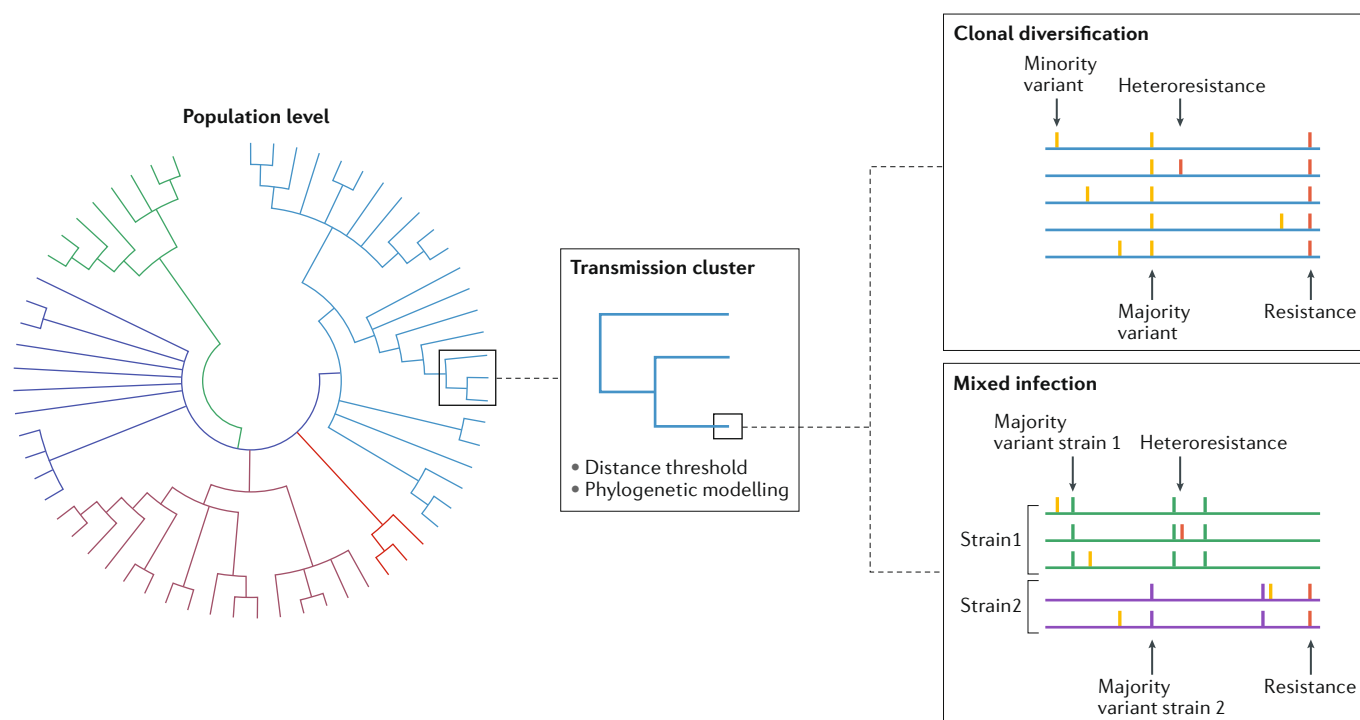 Population level
Transmission cluster
• Distance threshold
• Phylogenetic modelling
Clonal diversification
Minority
variant
Heteroresistance
Majority
variant
Resistance
Mixed infection
Majority
variant strain 1
Heteroresistance
Strain1
Strain2
Majority
variant strain 2
Resistance